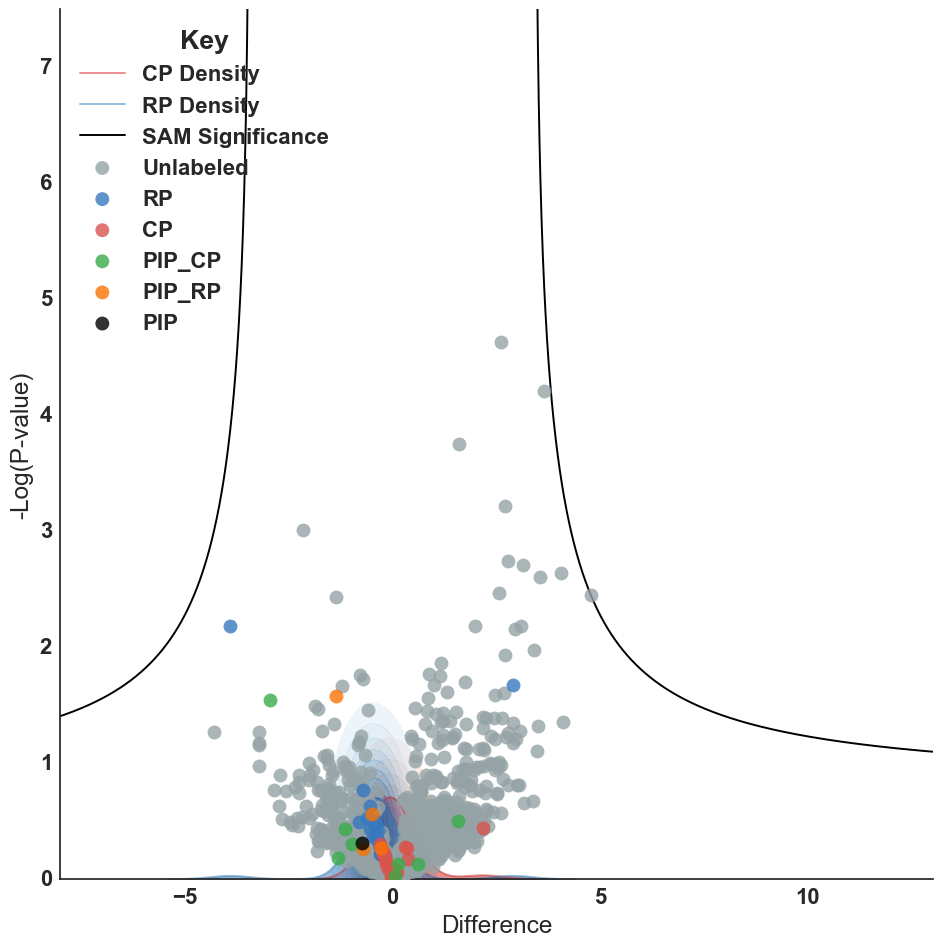 Key
CP Density
RP Density
SAM Significance
Unlabeled
RP
CP
PIP_CP
PIP_RP
PIP
7
6
5
4
3
2
1
0
-Log(P-value)
−5 0 5 10
Difference